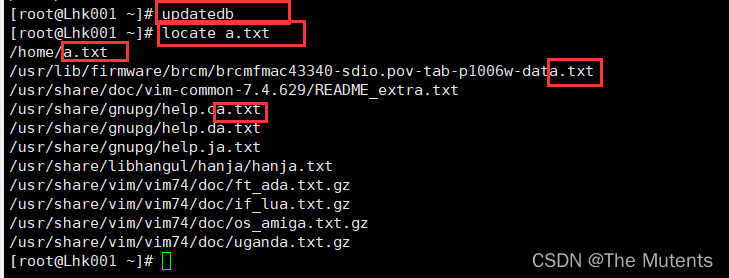 [root@Lhk001 ~]# updatedb
[root@Lhk001 ~]# locate a.txt
/home/a.txt
/usr/lib/firmware/brcm/brcmfmac43340-sdio.pov-tab-p1006w-data.txt
/usr/share/doc/vim-common-7.4.629/README_extra.txt
/usr/share/gnupg/help.ca.txt
/usr/share/gnupg/help.da.txt
/usr/share/gnupg/help.ja.txt
/usr/share/libhangul/hanja/hanja.txt
/usr/share/vim/vim74/doc/ft_ada.txt.gz
/usr/share/vim/vim74/doc/if_lua.txt.gz
/usr/share/vim/vim74/doc/os_amiga.txt.gz
/usr/share/vim/vim74/doc/uganda.txt.gz
[root@Lhk001 ~]#
CSDN @The Mutents